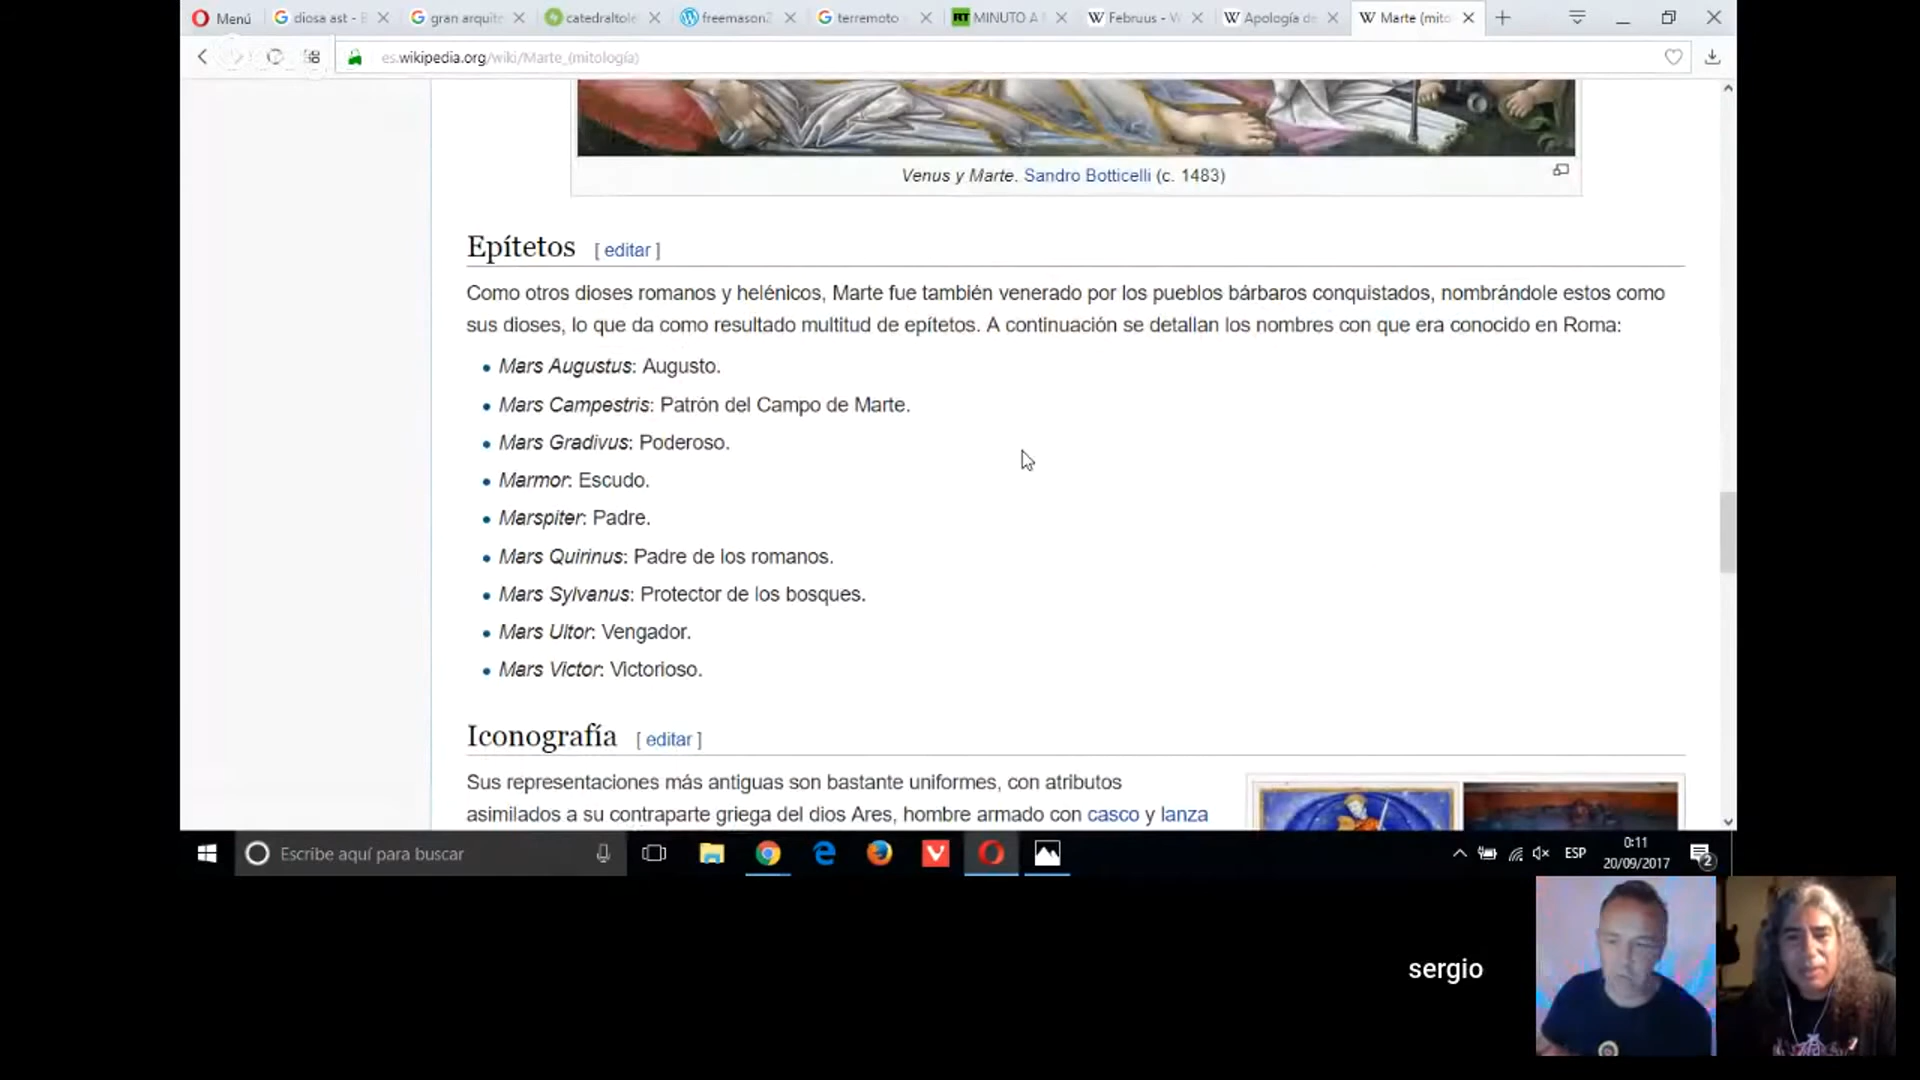 Menú
diosa ast - E
gran arquite
catedraltole
freemason2
terremoto
RT MINUTO A M
W Februus - W
W Apología de
W Marte (mito
es.wikipedia.org/wiki/Marte_(mitología)
Venus y Marte. Sandro Botticelli (c. 1483)
Epítetos [ editar ]
Como otros dioses romanos y helénicos, Marte fue también venerado por los pueblos bárbaros conquistados, nombrándole estos como
sus dioses, lo que da como resultado multitud de epítetos. A continuación se detallan los nombres con que era conocido en Roma:
Mars Augustus: Augusto.
Mars Campestris: Patrón del Campo de Marte.
Mars Gradivus: Poderoso.
Marmor: Escudo.
Marspiter: Padre.
Mars Quirinus: Padre de los romanos.
Mars Sylvanus: Protector de los bosques.
Mars Ultor: Vengador.
Mars Victor: Victorioso.
Iconografía [ editar ]
Sus representaciones más antiguas son bastante uniformes, con atributos
asimilados a su contraparte griega del dios Ares, hombre armado con casco y lanza
Escribe aquí para buscar
ESP
0:11
20/09/2017
2
sergio